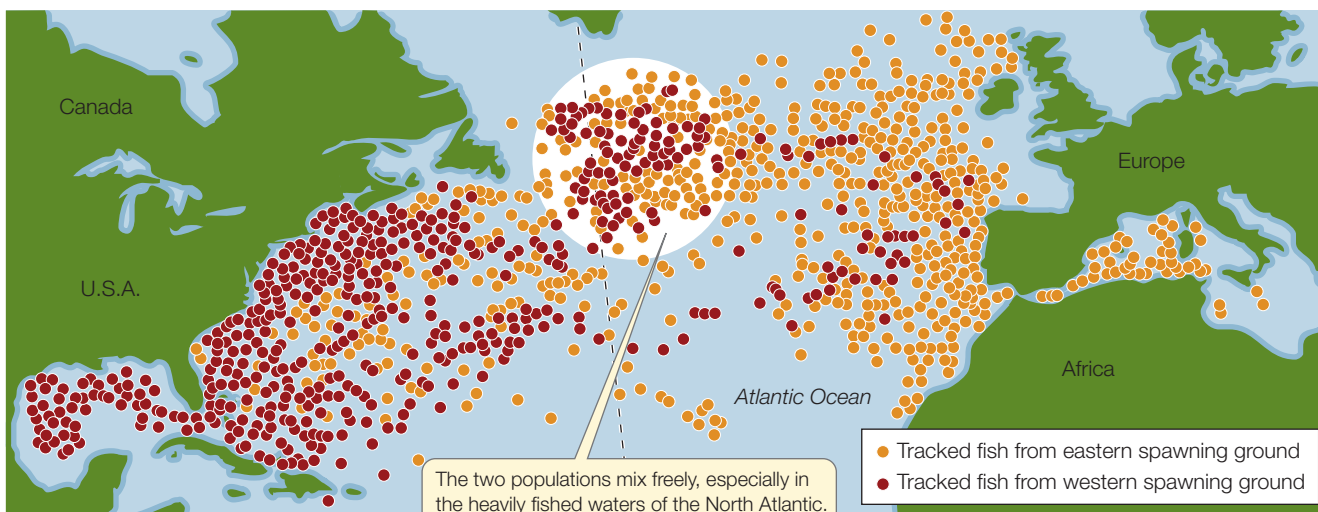 Canada
Europe
U.S.A.
Africa
Atlantic Ocean
Tracked fish from eastern spawning ground
Tracked fish from western spawning ground
The two populations mix freely, especially in
the heavily fished waters of the North Atlantic.